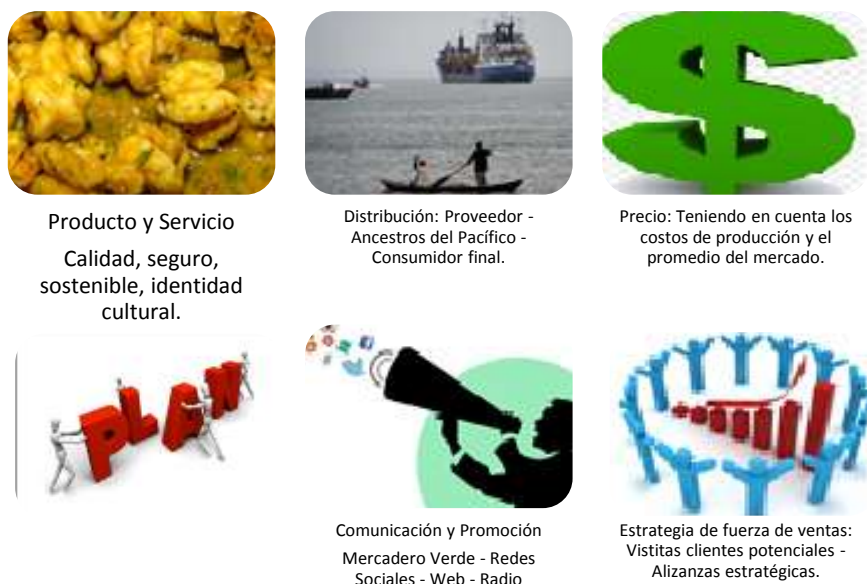 Producto y Servicio
Calidad, seguro,
sostenible, identidad
cultural.
Distribución: Proveedor -
Ancestros del Pacífico -
Consumidor final.
Precio: Teniendo en cuenta los
costos de producción y el
promedio del mercado.
PLAN
Comunicación y Promoción
Mercadero Verde - Redes
Sociales - Web - Radio
Estrategia de fuerza de ventas:
Vistitas clientes potenciales -
Alizanzas estratégicas.